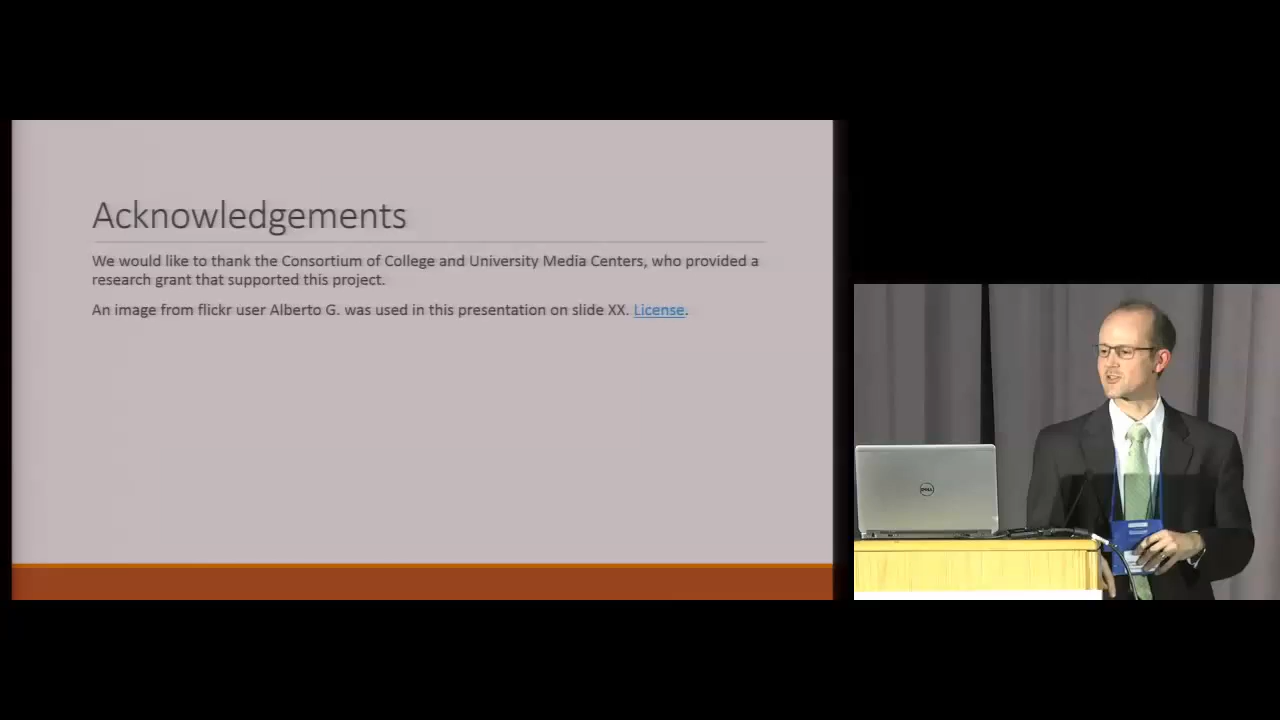 Acknowledgements
We would like to thank the Consortium of College and University Media Centers, who provided a
research grant that supported this project.
An image from flickr user Alberto G. was used in this presentation on slide XX. License.
DELL